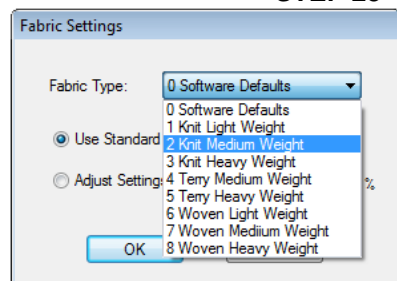 Fabric Settings
Fabric Type: 0 Software Defaults
0 Software Defaults
1 Knit Light Weight
Use Standard
2 Knit Medium Weight
3 Knit Heavy Weight
Adjust Setting
4 Terry Medium Weight
%
5 Terry Heavy Weight
6 Woven Light Weight
7 Woven Medium Weight
OK
8 Woven Heavy Weight